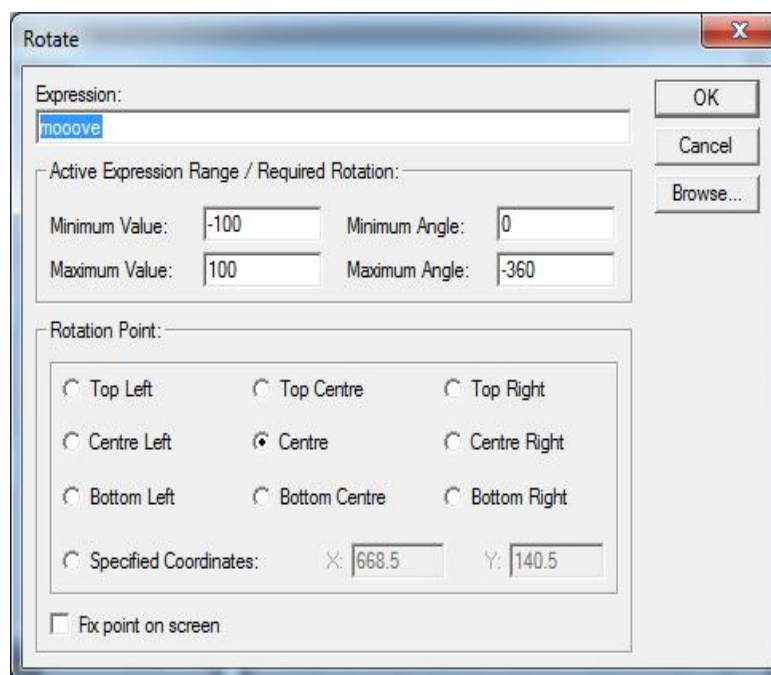 Rotate
Expression:
mooove
OK
Cancel
Browse...
Active Expression Range / Required Rotation:
Minimum Value: -100 Minimum Angle: 0
Maximum Value: 100 Maximum Angle: -360
Rotation Point:
Top Left Top Centre Top Right
Centre Left Centre Centre Right
Bottom Left Bottom Centre Bottom Right
Specified Coordinates: X: 668.5 Y: 140.5
Fix point on screen